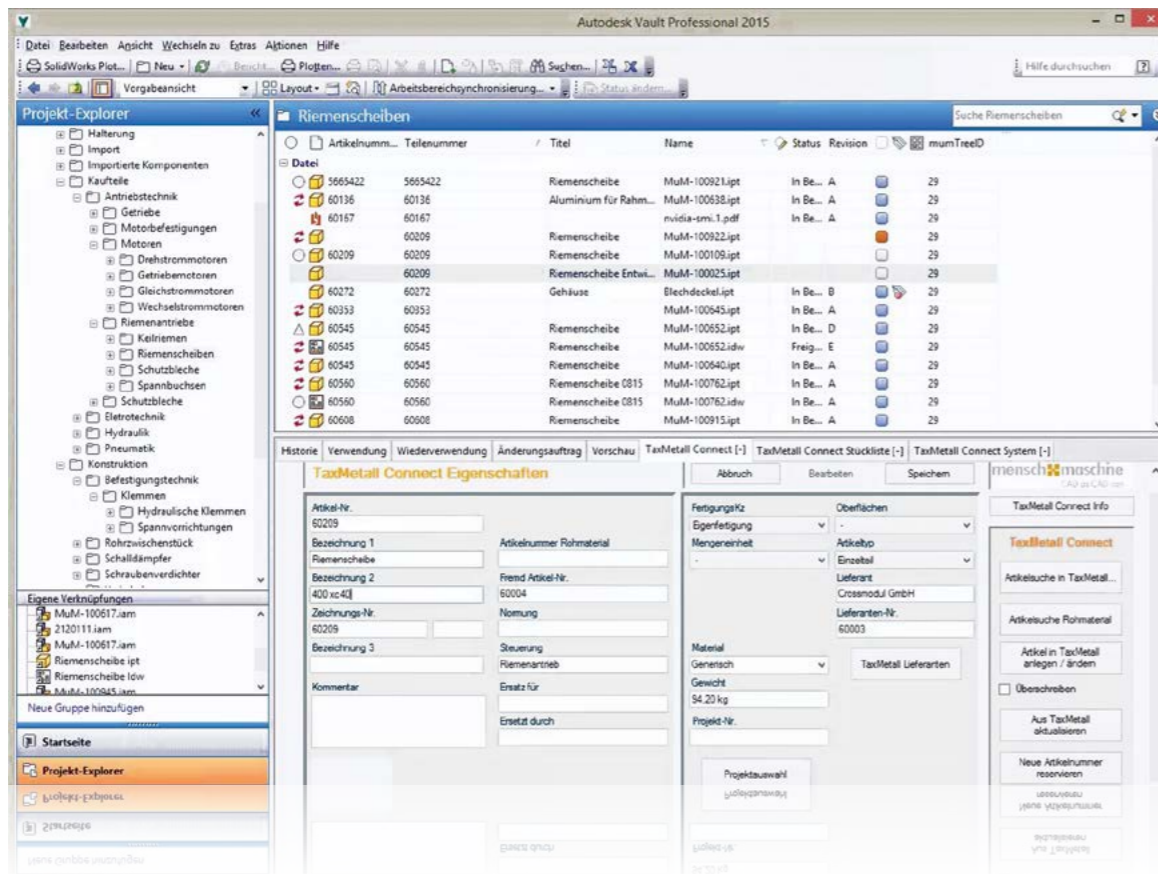 Autodesk Vault Professional 2015
Datei Bearbeiten Ansicht Wechseln zu Extras Aktionen Hilfe
SolidWorks Plot... Neu Bericht... Plotten... Suchen... Hilfe durchsuchen
Vorgabeansicht Layout Arbeitsbereichsynchronisierung... Status ändern...
Projekt-Explorer
Halterung
Import
Importierte Komponenten
Kaufteile
Antriebstechnik
Getriebe
Motorbefestigungen
Motoren
Drehstrommotoren
Getriebemotoren
Gleichstrommotoren
Wechselstrommotoren
Riemenantriebe
Keilriemen
Riemenscheiben
Schutzbleche
Spannbuchsen
Schutzbleche
Eletrotechnik
Hydraulik
Pneumatik
Konstruktion
Befestigungstechnik
Klemmen
Hydraulische Klemmen
Spannvorrichtungen
Rohrzwischenstück
Schalldämpfer
Schraubenverdichter
Eigene Verknüpfungen
MuM-100617.iam
2120111.iam
MuM-100617.iam
Riemenscheibe ipt
Riemenscheibe Idw
MuM-100945.iam
Neue Gruppe hinzufügen
Startseite
Projekt-Explorer
Riemenscheiben Suche Riemenscheiben
Artikelnumm... Teilenummer Titel Name Status Revision mumTreeID
Datei
5665422 5665422 Riemenscheibe MuM-100921.ipt In Be... A 29
60136 60136 Aluminium für Rahm... MuM-100638.ipt In Be... A 29
60167 60167 nvidia-smi.1.pdf In Be... A 29
60209 Riemenscheibe MuM-100922.ipt 29
60209 60209 Riemenscheibe MuM-100109.ipt 29
60209 Riemenscheibe Entwi... MuM-100025.ipt 29
60272 60272 Gehäuse Blechdeckel.ipt In Be... B 29
60353 60353 MuM-100645.ipt In Be... A 29
60545 60545 Riemenscheibe MuM-100652.ipt In Be... D 29
60545 60545 Riemenscheibe MuM-100652.idw Freig... E 29
60545 60545 Riemenscheibe MuM-100640.ipt In Be... A 29
60560 60560 Riemenscheibe 0815 MuM-100762.ipt In Be... A 29
60560 60560 Riemenscheibe 0815 MuM-100762.idw In Be... A 29
60608 60608 Riemenscheibe MuM-100915.ipt In Be... A 29
Historie Verwendung Wiederverwendung Änderungsauftrag Vorschau TaxMetall Connect [-] TaxMetall Connect Stückliste [-] TaxMetall Connect System [-]
TaxMetall Connect Eigenschaften
Abbruch Bearbeiten Speichern
mensch maschine
CAD as CAD can
Artikel-Nr.
60209
Bezeichnung 1 Artikelnummer Rohmaterial
Riemenscheibe
Bezeichnung 2 Fremd Artikel-Nr.
400 xc40 60004
Zeichnungs-Nr. Normung
60209
Bezeichnung 3 Steuerung
Riemenantrieb
Kommentar Ersatz für
Ersetzt durch
FertigungsKz Oberflächen
Eigenfertigung -
Mengeneinheit Artikeltyp
- Einzelteil
Lieferant
Crossmodul GmbH
Lieferanten-Nr.
60003
Material
Generisch TaxMetall Lieferanten
Gewicht
94.20 kg
Projekt-Nr.
Projektauswahl
TaxMetall Connect Info
TaxMetall Connect
Artikelsuche in TaxMetall...
Artikelsuche Rohmaterial
Artikel in TaxMetall
anlegen / ändern
Überschreiben
Aus TaxMetall
aktualisieren
Neue Artikelnummer
reservieren